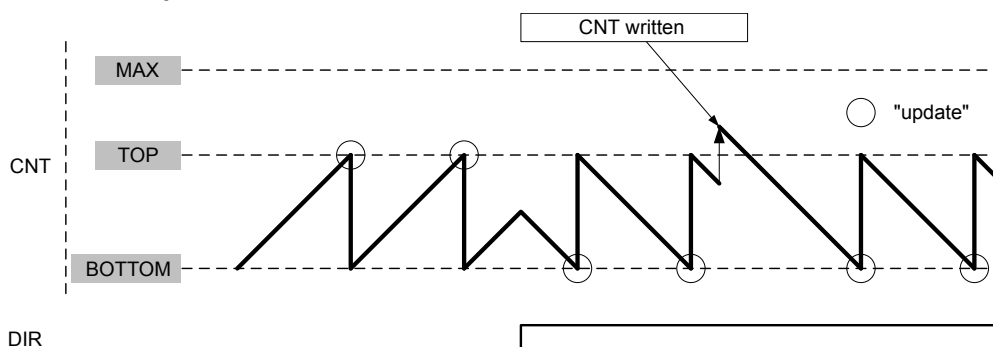 CNT written
MAX
"update"
TOP
CNT
BOTTOM
DIR